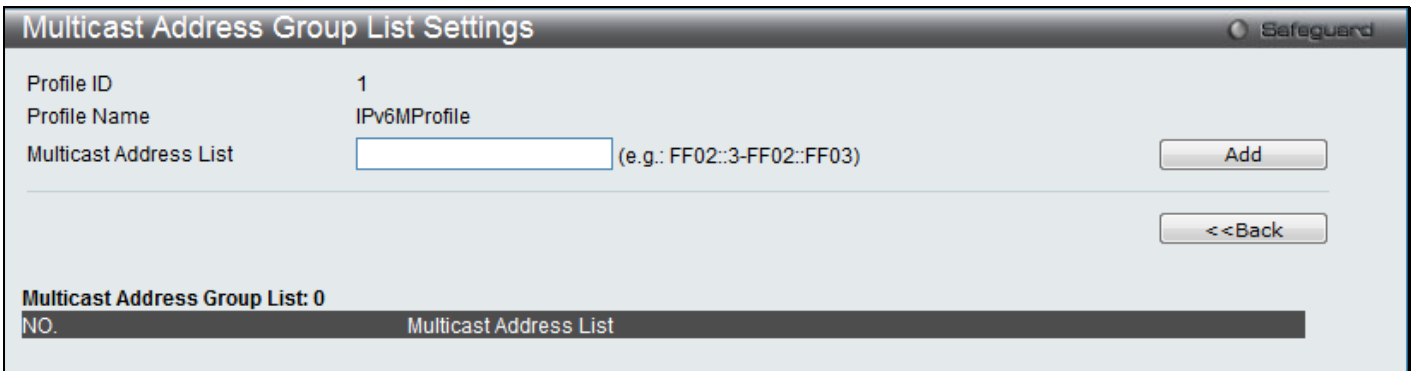 Multicast Address Group List Settings
Safeguard
Profile ID 1
Profile Name IPv6MProfile
Multicast Address List (e.g.: FF02::3-FF02::FF03) Add
<<Back
Multicast Address Group List: 0
NO. Multicast Address List